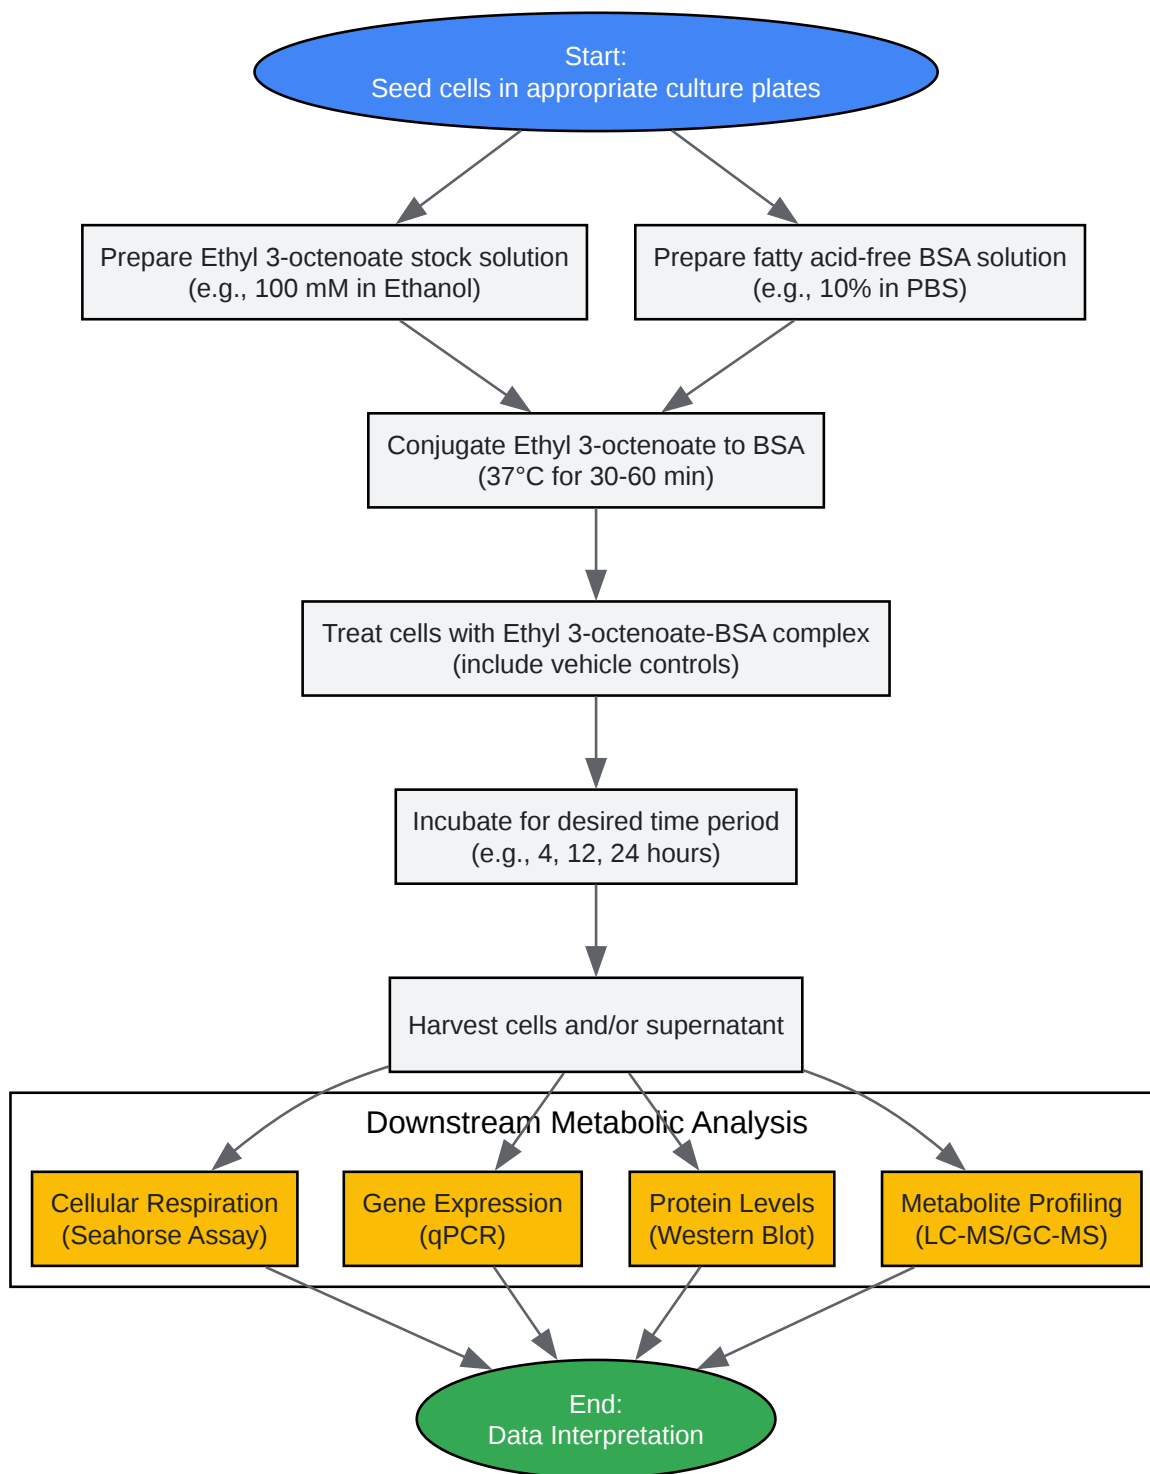 Start:
Seed cells in appropriate culture plates
Prepare Ethyl 3-octenoate stock solution
(e.g., 100 mM in Ethanol)
Prepare fatty acid-free BSA solution
(e.g., 10% in PBS)
Conjugate Ethyl 3-octenoate to BSA
(37°C for 30-60 min)
Treat cells with Ethyl 3-octenoate-BSA complex
(include vehicle controls)
Incubate for desired time period
(e.g., 4, 12, 24 hours)
Harvest cells and/or supernatant
Downstream Metabolic Analysis
Cellular Respiration
(Seahorse Assay)
Gene Expression
(qPCR)
Protein Levels
(Western Blot)
Metabolite Profiling
(LC-MS/GC-MS)
End:
Data Interpretation